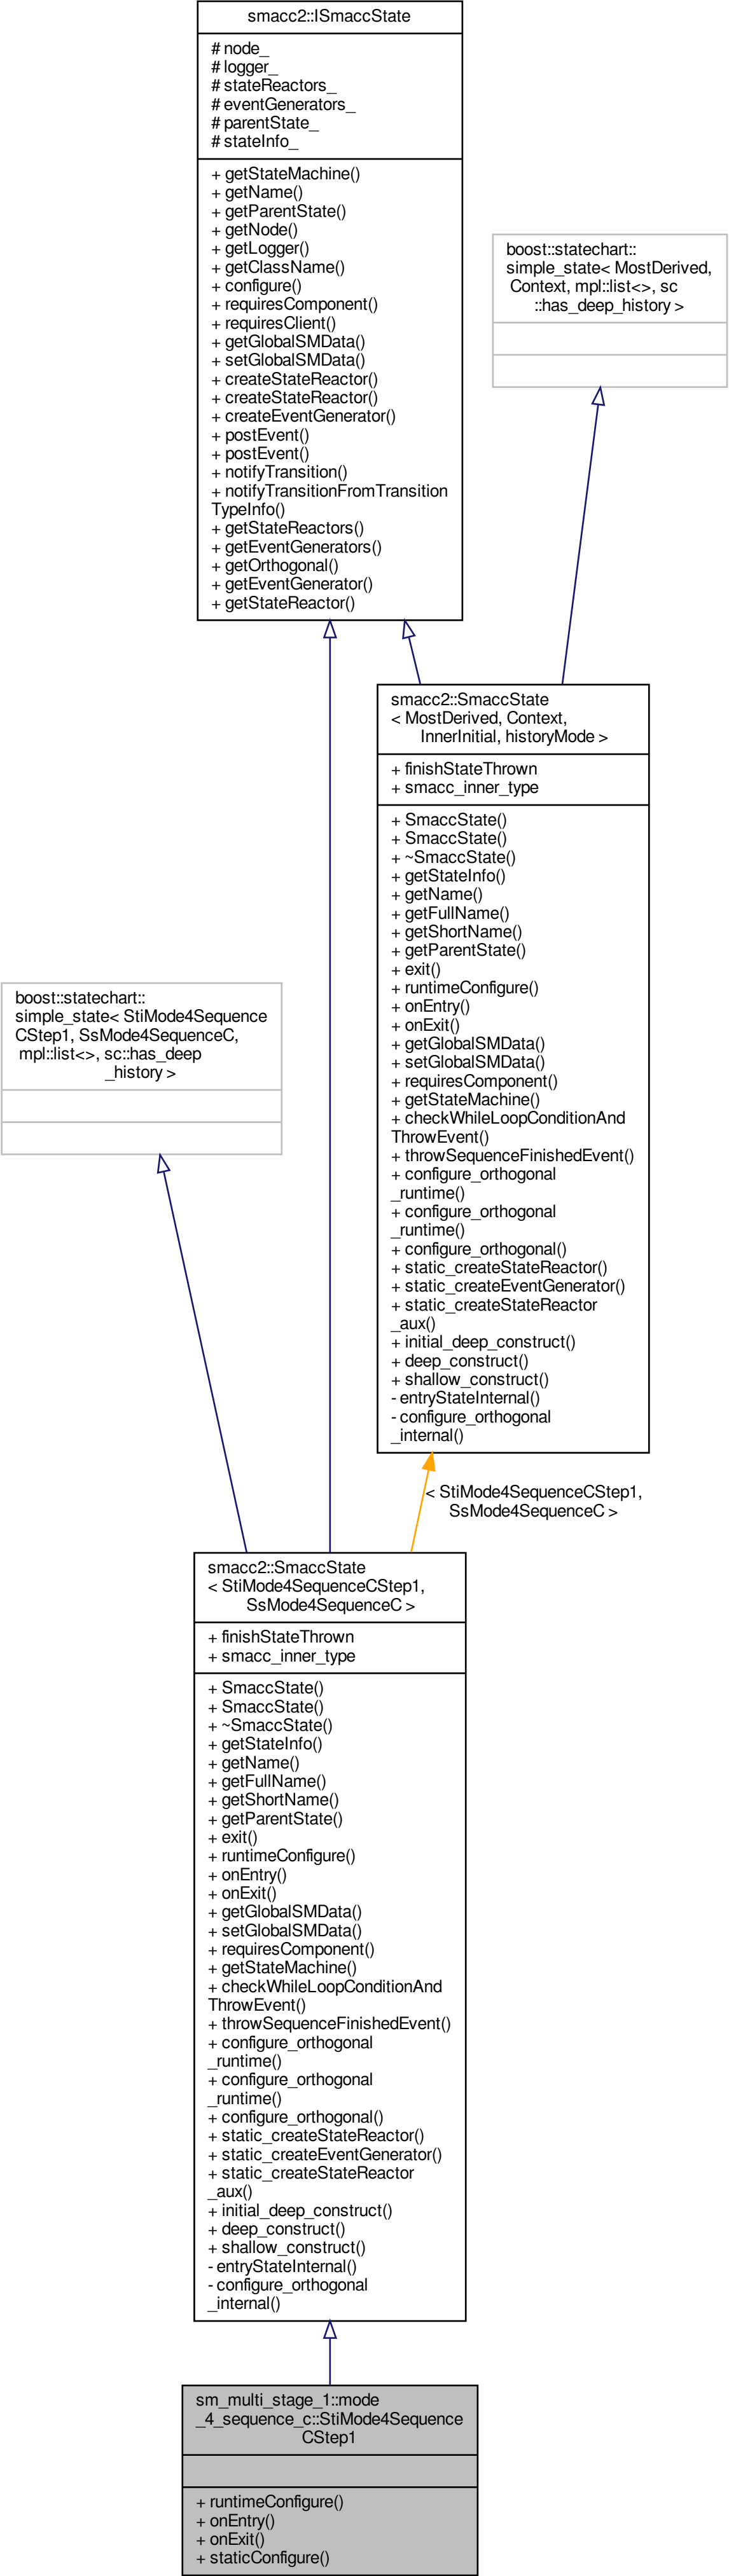 smacc2::ISmaccState
# node_
# logger_
# stateReactors_
# eventGenerators_
# parentState_
# stateInfo_
+ getStateMachine()
+ getName()
+ getParentState()
+ getNode()
+ getLogger()
+ getClassName()
+ configure()
+ requiresComponent()
+ requiresClient()
+ getGlobalSMData()
+ setGlobalSMData()
+ createStateReactor()
+ createStateReactor()
+ createEventGenerator()
+ postEvent()
+ postEvent()
+ notifyTransition()
+ notifyTransitionFromTransition
TypeInfo()
+ getStateReactors()
+ getEventGenerators()
+ getOrthogonal()
+ getEventGenerator()
+ getStateReactor()
boost::statechart::
simple_state< MostDerived,
Context, mpl::list<>, sc
::has_deep_history >
smacc2::SmaccState
< MostDerived, Context,
InnerInitial, historyMode >
+ finishStateThrown
+ smacc_inner_type
+ SmaccState()
+ SmaccState()
+ ~SmaccState()
+ getStateInfo()
+ getName()
+ getFullName()
+ getShortName()
+ getParentState()
+ exit()
+ runtimeConfigure()
+ onEntry()
+ onExit()
+ getGlobalSMData()
+ setGlobalSMData()
+ requiresComponent()
+ getStateMachine()
+ checkWhileLoopConditionAnd
ThrowEvent()
+ throwSequenceFinishedEvent()
+ configure_orthogonal
_runtime()
+ configure_orthogonal
_runtime()
+ configure_orthogonal()
+ static_createStateReactor()
+ static_createEventGenerator()
+ static_createStateReactor
_aux()
+ initial_deep_construct()
+ deep_construct()
+ shallow_construct()
- entryStateInternal()
- configure_orthogonal
_internal()
boost::statechart::
simple_state< StiMode4Sequence
CStep1, SsMode4SequenceC,
mpl::list<>, sc::has_deep
_history >
< StiMode4SequenceCStep1,
SsMode4SequenceC >
smacc2::SmaccState
< StiMode4SequenceCStep1,
SsMode4SequenceC >
+ finishStateThrown
+ smacc_inner_type
+ SmaccState()
+ SmaccState()
+ ~SmaccState()
+ getStateInfo()
+ getName()
+ getFullName()
+ getShortName()
+ getParentState()
+ exit()
+ runtimeConfigure()
+ onEntry()
+ onExit()
+ getGlobalSMData()
+ setGlobalSMData()
+ requiresComponent()
+ getStateMachine()
+ checkWhileLoopConditionAnd
ThrowEvent()
+ throwSequenceFinishedEvent()
+ configure_orthogonal
_runtime()
+ configure_orthogonal
_runtime()
+ configure_orthogonal()
+ static_createStateReactor()
+ static_createEventGenerator()
+ static_createStateReactor
_aux()
+ initial_deep_construct()
+ deep_construct()
+ shallow_construct()
- entryStateInternal()
- configure_orthogonal
_internal()
sm_multi_stage_1::mode
_4_sequence_c::StiMode4Sequence
CStep1
+ runtimeConfigure()
+ onEntry()
+ onExit()
+ staticConfigure()